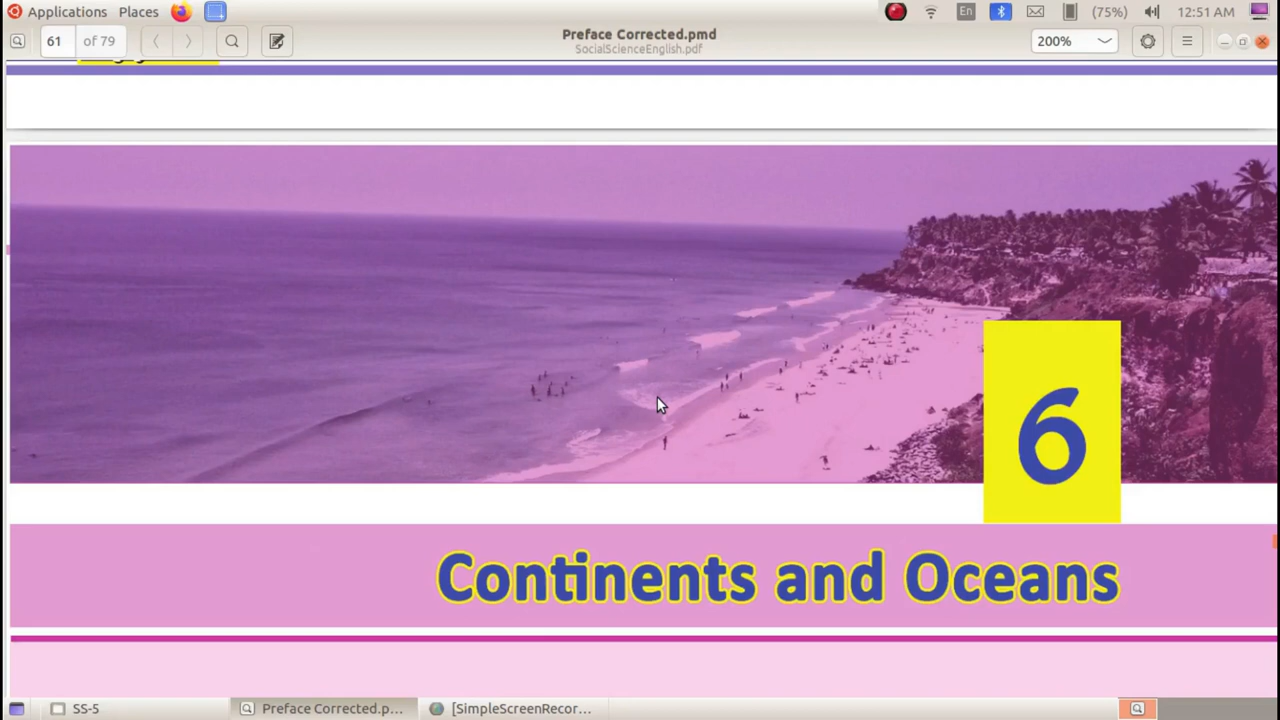 Applications Places En (75%) 12:51 AM
61 of 79
Preface Corrected.pmd
SocialScienceEnglish.pdf
200%
6
Continents and Oceans
SS-5 Preface Corrected.p... [SimpleScreenRecor...